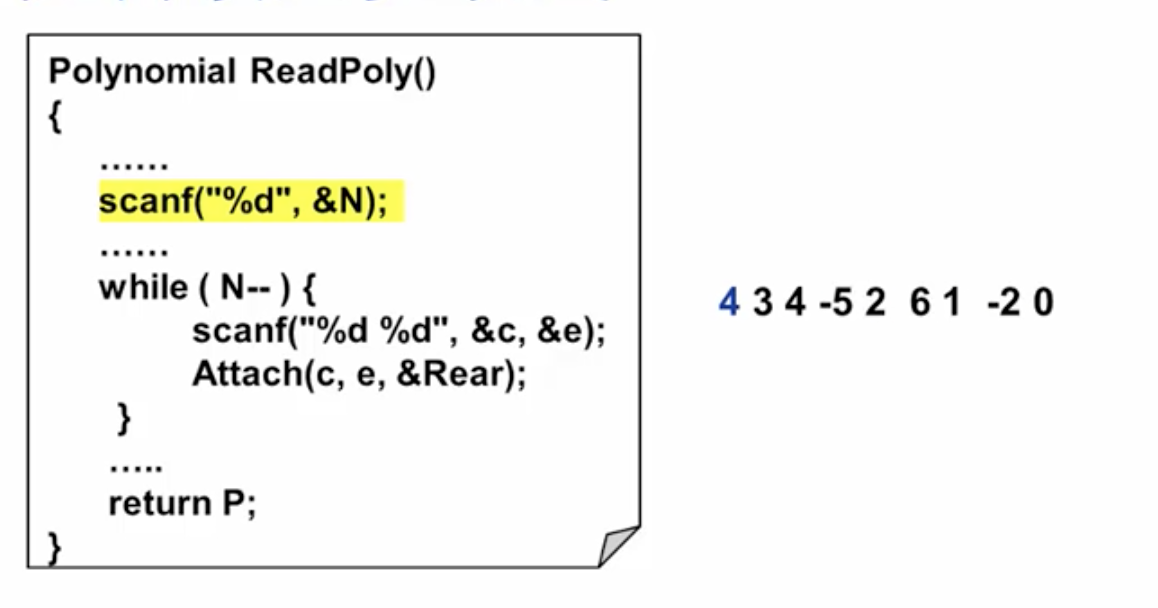 Polynomial ReadPoly()
{
......
scanf("%d", &N);
......
while ( N-- ) {
scanf("%d %d", &c, &e);
Attach(c, e, &Rear);
}
.....
return P;
}
4 3 4 -5 2 6 1 -2 0